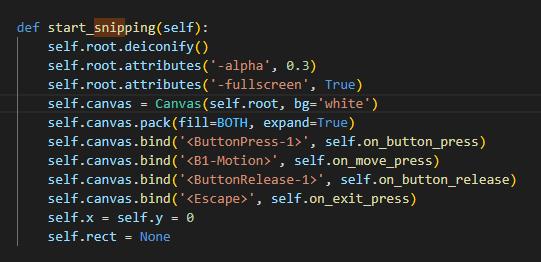 def start_snipping(self):
self.root.deiconify()
self.root.attributes('-alpha', 0.3)
self.root.attributes('-fullscreen', True)
self.canvas = Canvas(self.root, bg='white')
self.canvas.pack(fill=BOTH, expand=True)
self.canvas.bind('<ButtonPress-1>', self.on_button_press)
self.canvas.bind('<B1-Motion>', self.on_move_press)
self.canvas.bind('<ButtonRelease-1>', self.on_button_release)
self.canvas.bind('<Escape>', self.on_exit_press)
self.x = self.y = 0
self.rect = None